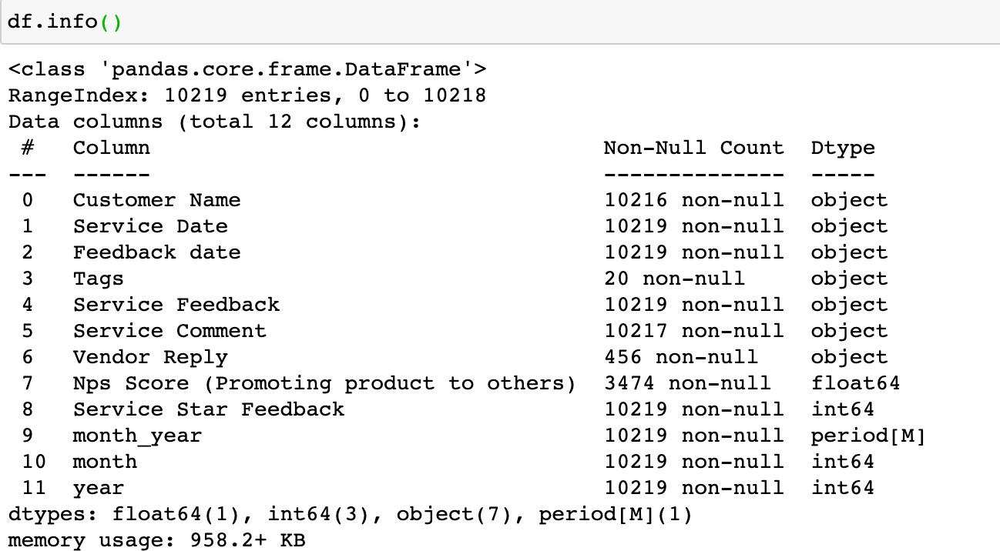 df.info()
<class 'pandas.core.frame.DataFrame'>
RangeIndex: 10219 entries, 0 to 10218
Data columns (total 12 columns):
 #   Column                                   Non-Null Count  Dtype
---  ------                                   --------------  -----
 0   Customer Name                            10216 non-null  object
 1   Service Date                             10219 non-null  object
 2   Feedback date                            10219 non-null  object
 3   Tags                                     20 non-null     object
 4   Service Feedback                         10219 non-null  object
 5   Service Comment                          10217 non-null  object
 6   Vendor Reply                             456 non-null    object
 7   Nps Score (Promoting product to others)  3474 non-null   float64
 8   Service Star Feedback                    10219 non-null  int64
 9   month_year                               10219 non-null  period[M]
 10  month                                    10219 non-null  int64
 11  year                                     10219 non-null  int64
dtypes: float64(1), int64(3), object(7), period[M](1)
memory usage: 958.2+ KB